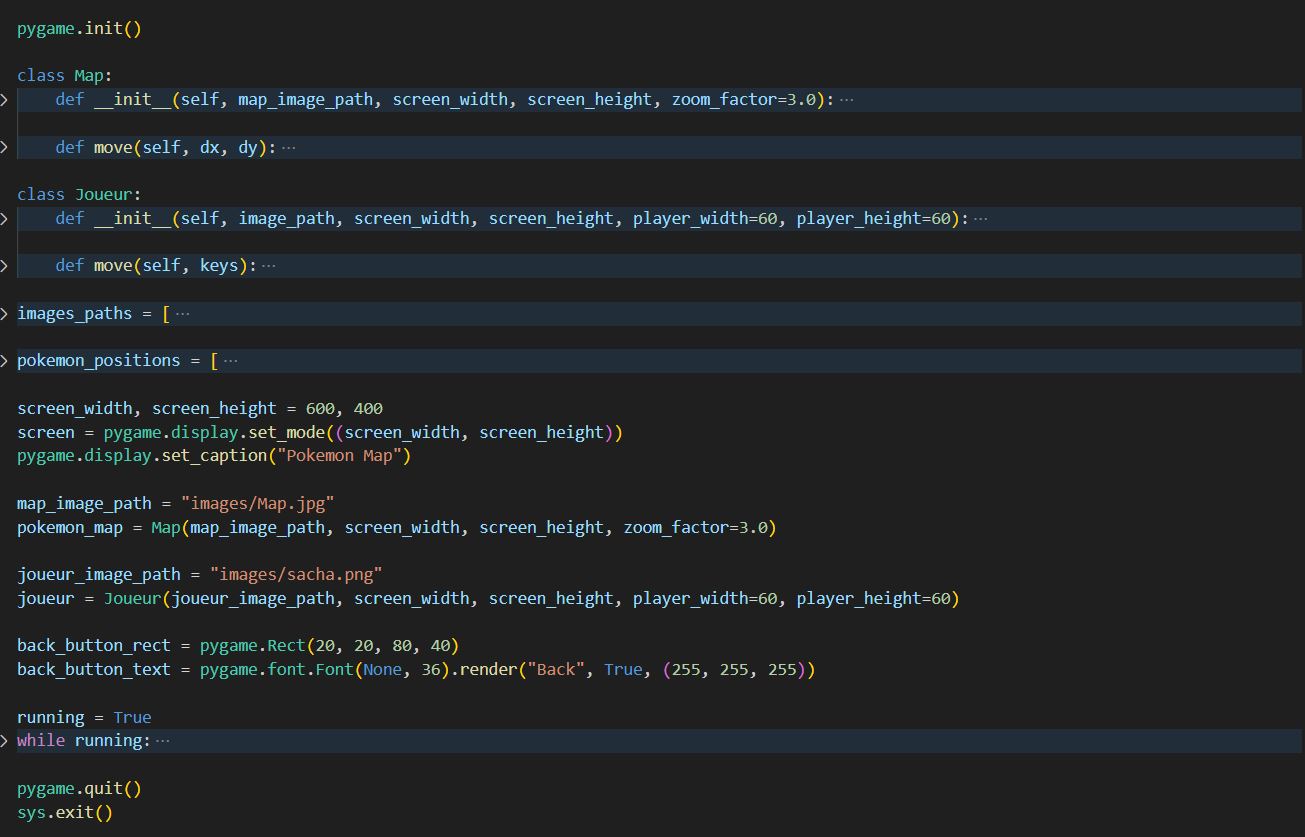 pygame.init()
class Map:
    def __init__(self, map_image_path, screen_width, screen_height, zoom_factor=3.0): ···
    def move(self, dx, dy): ···
class Joueur:
    def __init__(self, image_path, screen_width, screen_height, player_width=60, player_height=60): ···
    def move(self, keys): ···
images_paths = [ ···
pokemon_positions = [ ···
screen_width, screen_height = 600, 400
screen = pygame.display.set_mode((screen_width, screen_height))
pygame.display.set_caption("Pokemon Map")
map_image_path = "images/Map.jpg"
pokemon_map = Map(map_image_path, screen_width, screen_height, zoom_factor=3.0)
joueur_image_path = "images/sacha.png"
joueur = Joueur(joueur_image_path, screen_width, screen_height, player_width=60, player_height=60)
back_button_rect = pygame.Rect(20, 20, 80, 40)
back_button_text = pygame.font.Font(None, 36).render("Back", True, (255, 255, 255))
running = True
while running: ···
pygame.quit()
sys.exit()